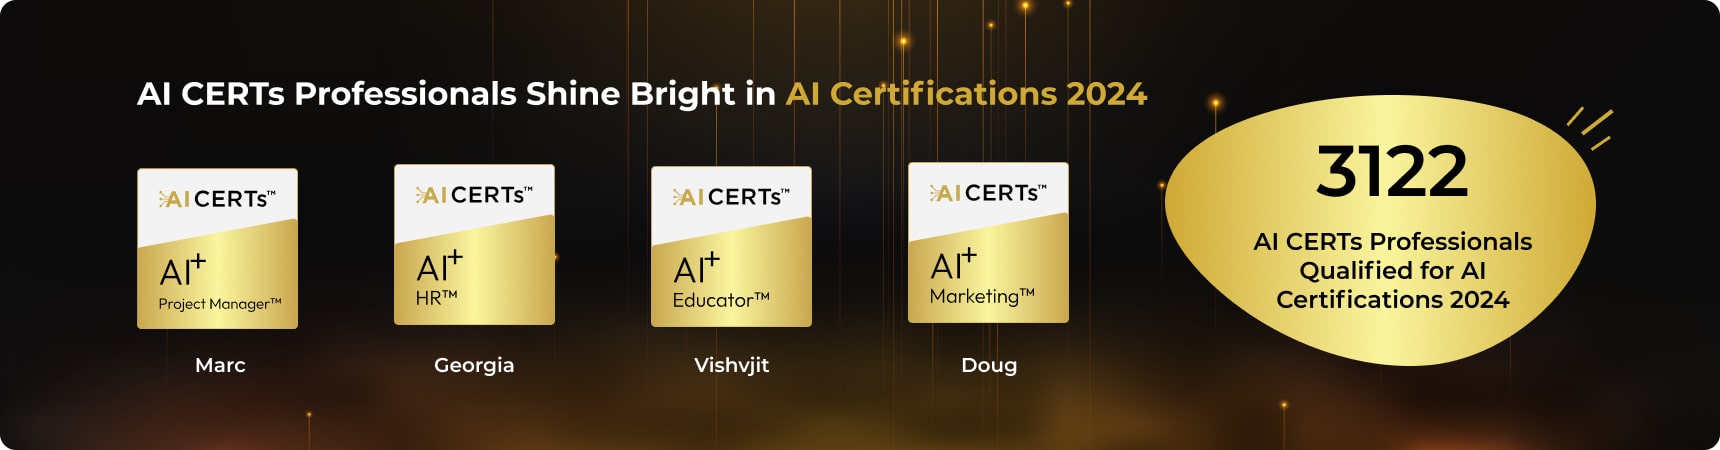 AI CERTs Professionals Shine Bright in AI Certifications 2024
AI CERTs™
AI+
Project Manager™
Marc
AI CERTs™
AI+
HR™
Georgia
AI CERTs™
AI+
Educator™
Vishvjit
AI CERTs™
AI+
Marketing™
Doug
3122
AI CERTs Professionals
Qualified for AI
Certifications 2024